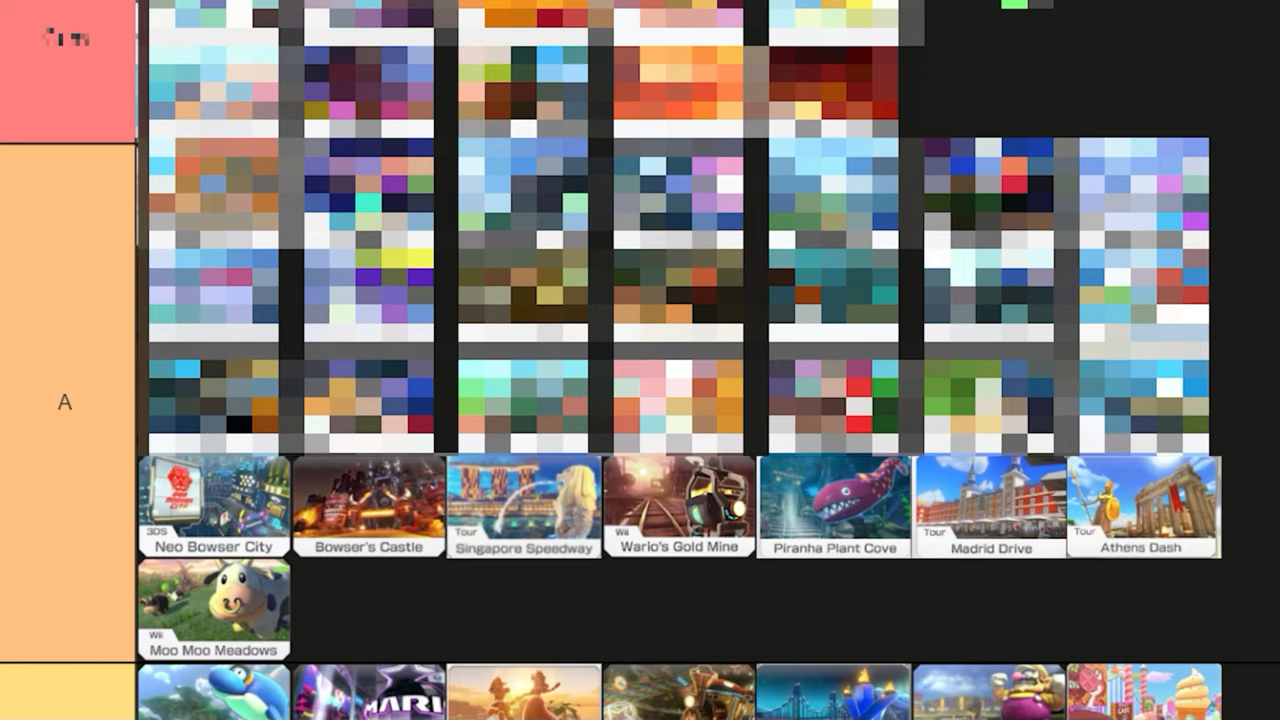 A
3DS
Neo Bowser City
Bowser's Castle
Tour
Singapore Speedway
Wii
Wario's Gold Mine
Piranha Plant Cove
Tour
Madrid Drive
Tour
Athens Dash
Wii
Moo Moo Meadows
MARI